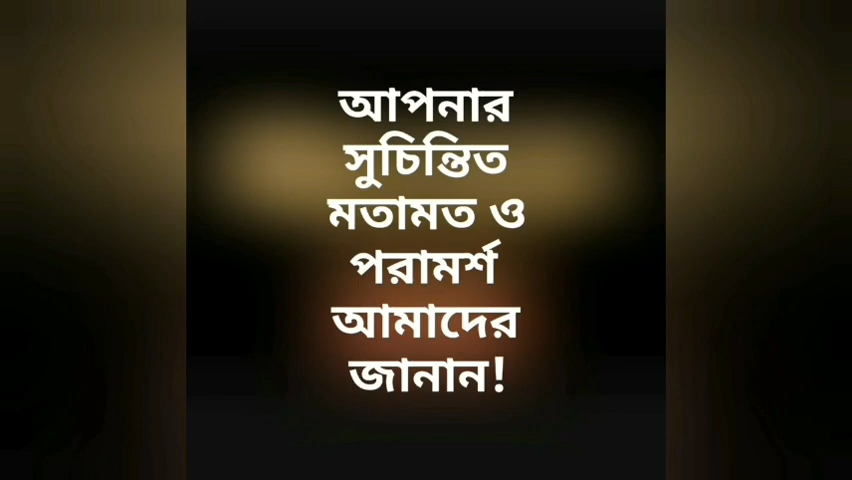 আপনার
সুচিন্তিত
মতামত ও
পরামর্শ
আমাদের
জানান!